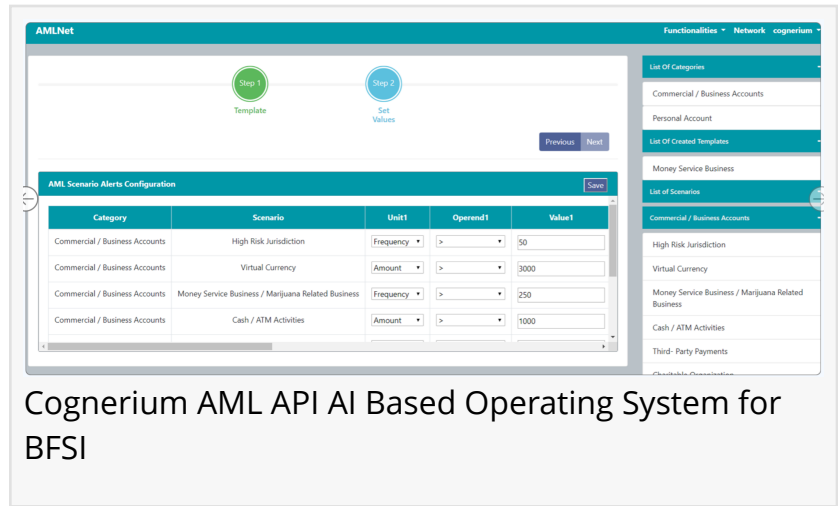 AMLNet
Functionalities Network cognerium
Step 1
Step 2
Template
Set
Values
Previous Next
AML Scenario Alerts Configuration
Save
Category Scenario Unit1 Operend1 Value1
Commercial / Business Accounts High Risk Jurisdiction Frequency > 50
Commercial / Business Accounts Virtual Currency Amount > 3000
Commercial / Business Accounts Money Service Business / Marijuana Related Business Frequency > 250
Commercial / Business Accounts Cash / ATM Activities Amount > 1000
List Of Categories
Commercial / Business Accounts
Personal Account
List Of Created Templates
Money Service Business
List of Scenarios
Commercial / Business Accounts
High Risk Jurisdiction
Virtual Currency
Money Service Business / Marijuana Related
Business
Cash / ATM Activities
Third- Party Payments
Charitable Organization
Cognerium AML API AI Based Operating System for
BFSI